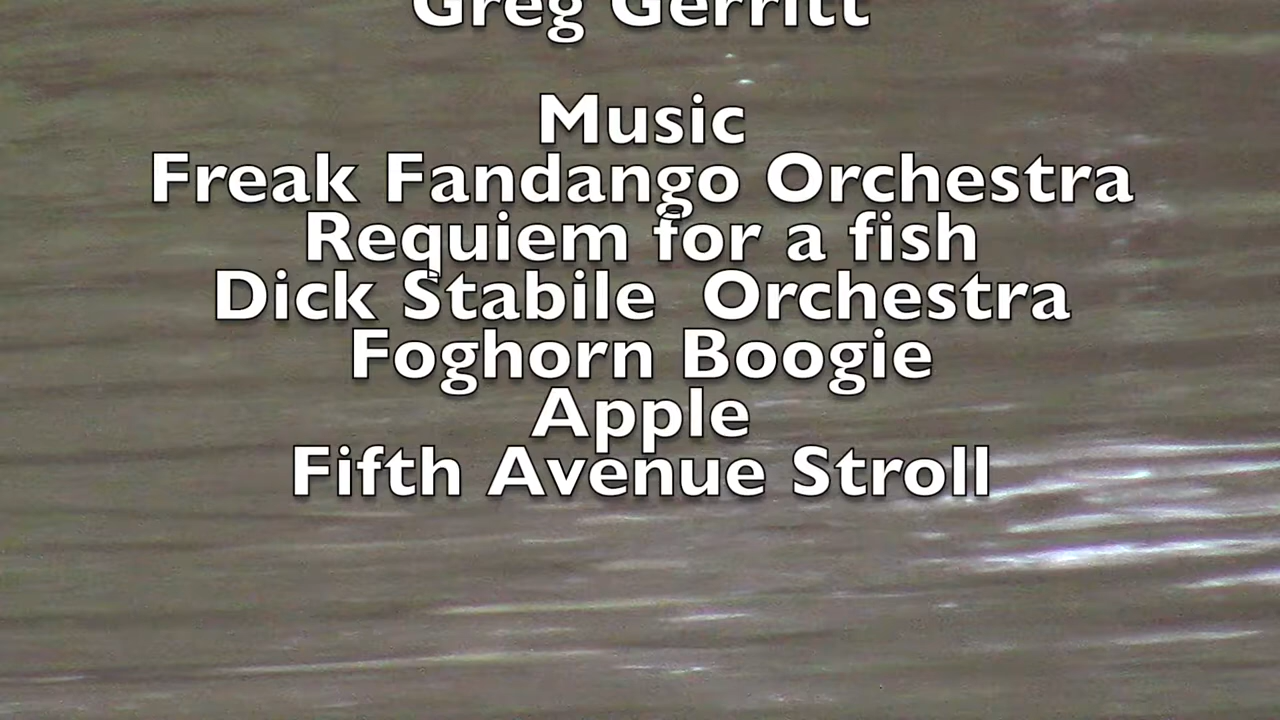 Greg Gerritt
Music
Freak Fandango Orchestra
Requiem for a fish
Dick Stabile Orchestra
Foghorn Boogie
Apple
Fifth Avenue Stroll